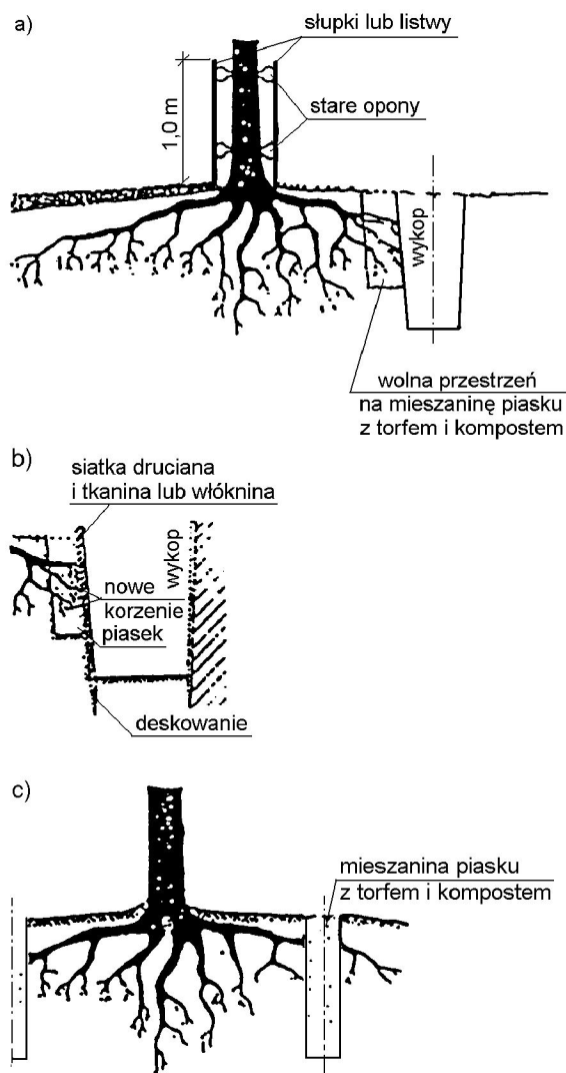 a)
słupki lub listwy
stare opony
1,0 m
wykop
wolna przestrzeń
na mieszaninę piasku
z torfem i kompostem
b)
siatka druciana
i tkanina lub włóknina
wykop
nowe
korzenie
piasek
deskowanie
c)
mieszanina piasku
z torfem i kompostem